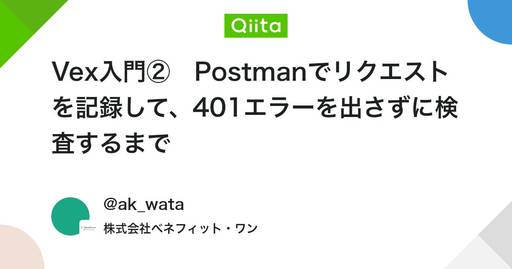 Qiita
Vex入門② Postmanでリクエスト
を記録して、401エラーを出さずに検
査するまで
@ak_wata
株式会社ベネフィット・ワン